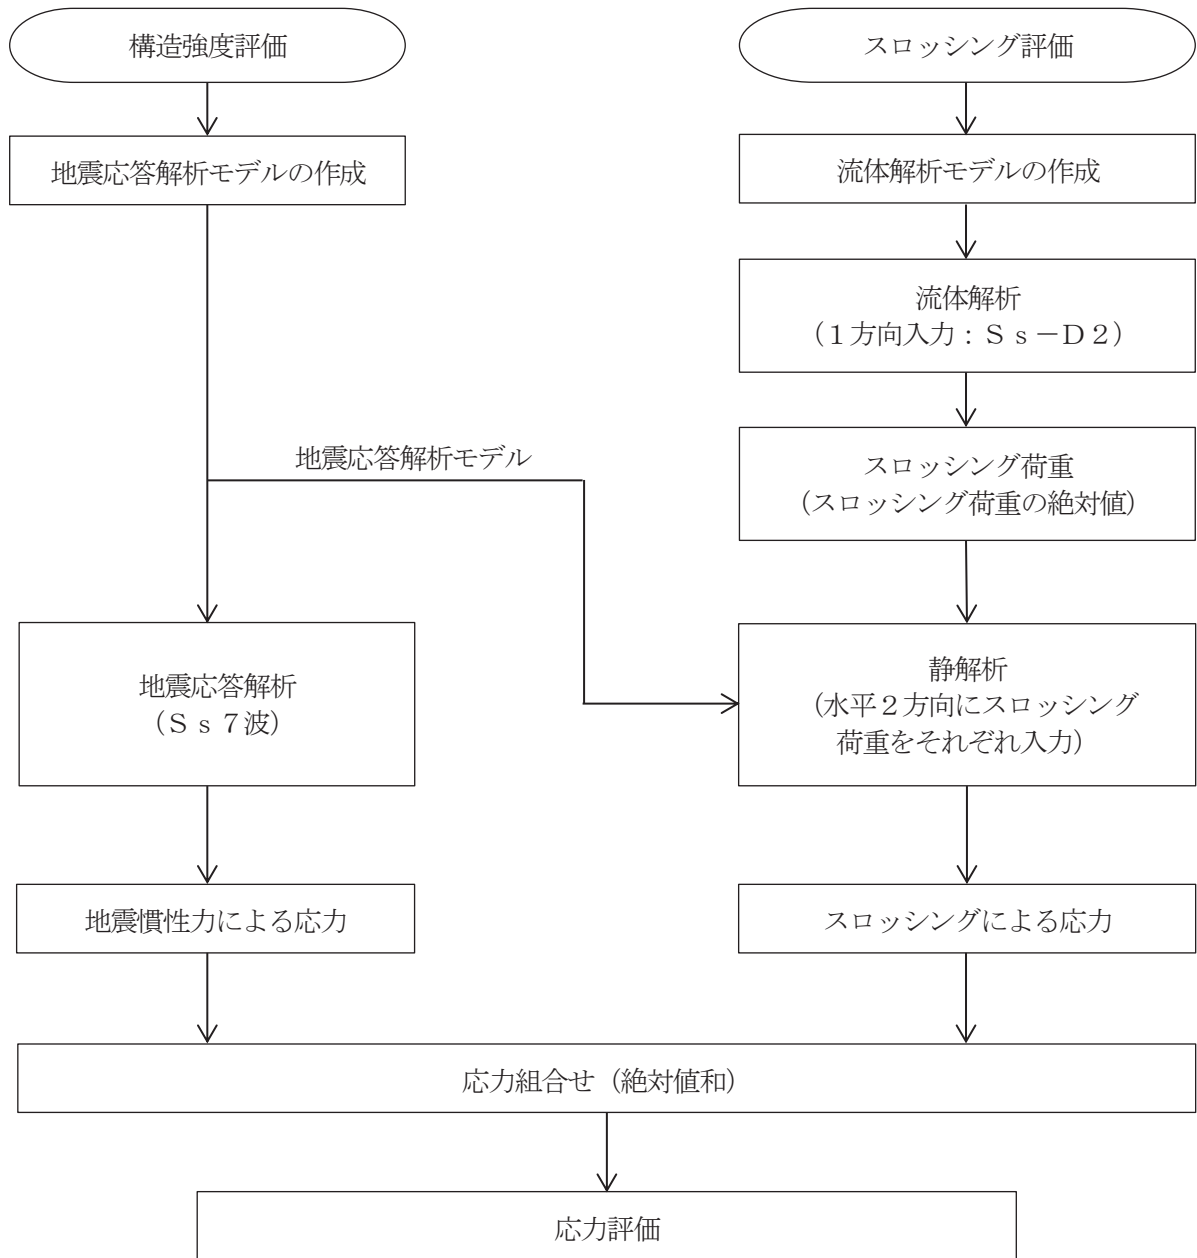 構造強度評価
スロッシング評価
地震応答解析モデルの作成
流体解析モデルの作成
流体解析
(1方向入力:Ss-D2)
地震応答解析モデル
スロッシング荷重
(スロッシング荷重の絶対値)
地震応答解析
(Ss7波)
静解析
(水平2方向にスロッシング
荷重をそれぞれ入力)
地震慣性力による応力
スロッシングによる応力
応力組合せ(絶対値和)
応力評価